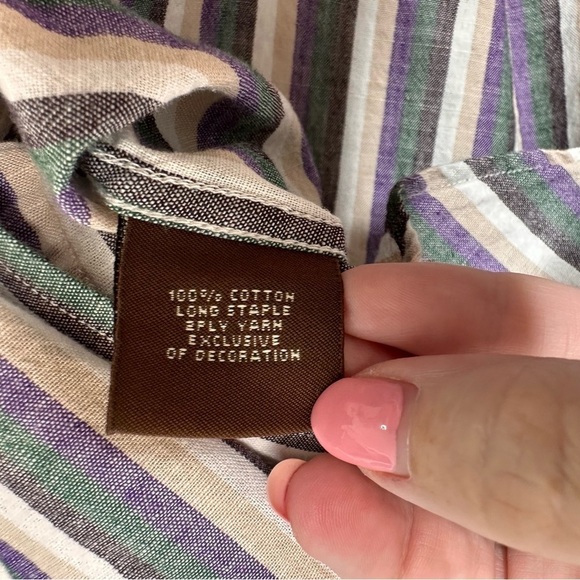 100% COTTON
LONG STAPLE
2PLY YARN
EXCLUSIVE
OF DECORATION